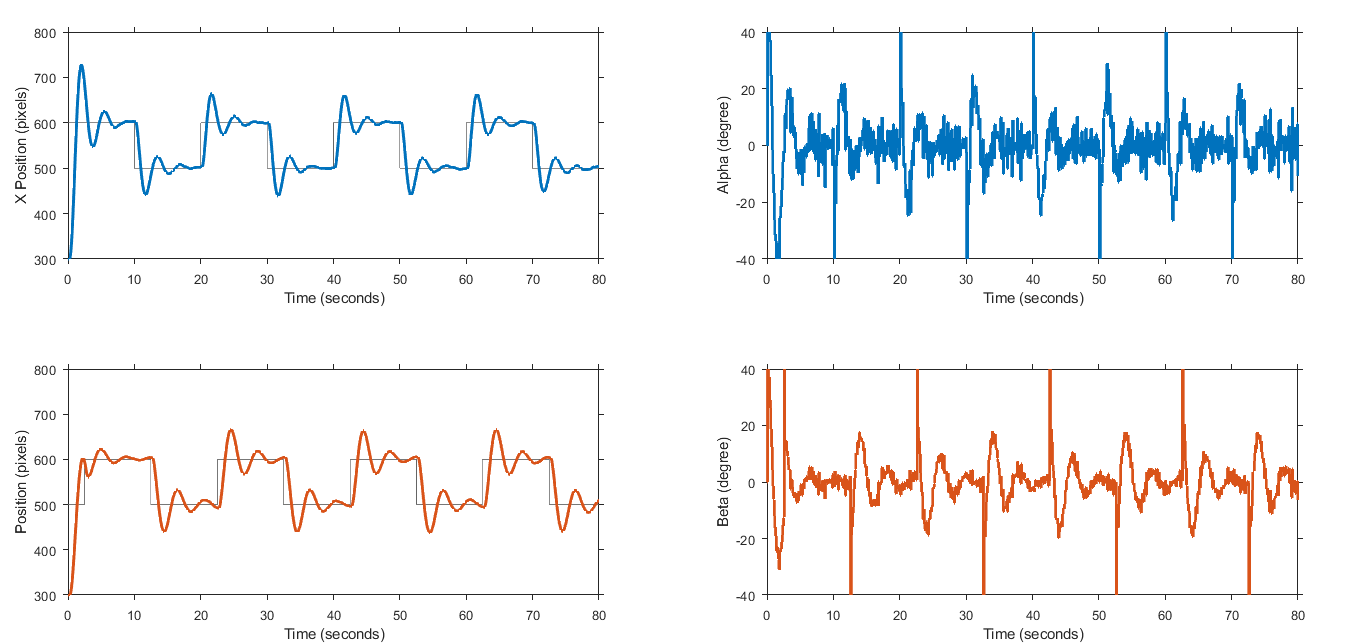 800
700
600
500
400
300
X Position (pixels)
0 10 20 30 40 50 60 70 80
Time (seconds)
40
20
0
-20
-40
Alpha (degree)
0 10 20 30 40 50 60 70 80
Time (seconds)
800
700
600
500
400
300
Position (pixels)
0 10 20 30 40 50 60 70 80
Time (seconds)
40
20
0
-20
-40
Beta (degree)
0 10 20 30 40 50 60 70 80
Time (seconds)